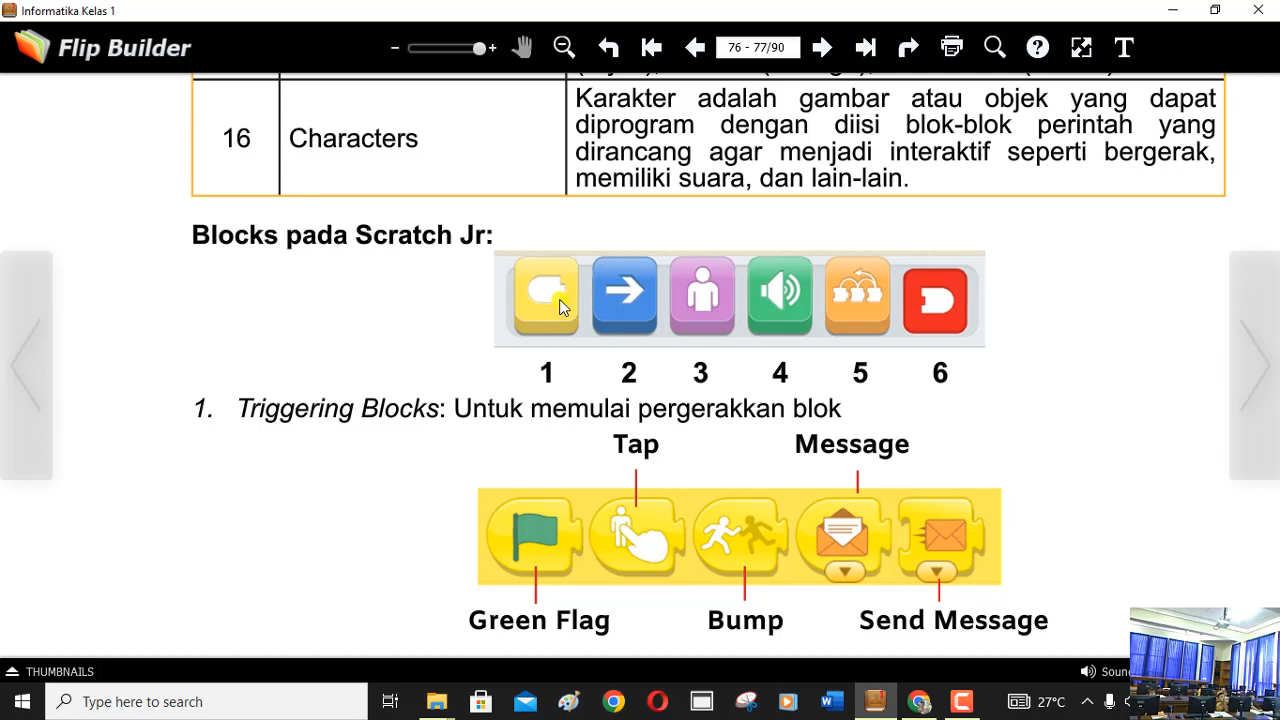 Informatika Kelas 1
Flip Builder
76 - 77/90
16
Characters
Karakter adalah gambar atau objek yang dapat
diprogram dengan diisi blok-blok perintah yang
dirancang agar menjadi interaktif seperti bergerak,
memiliki suara, dan lain-lain.
Blocks pada Scratch Jr:
1 2 3 4 5 6
1. Triggering Blocks: Untuk memulai pergerakkan blok
Tap Message
Green Flag Bump Send Message
THUMBNAILS
Soun
Type here to search
27°C